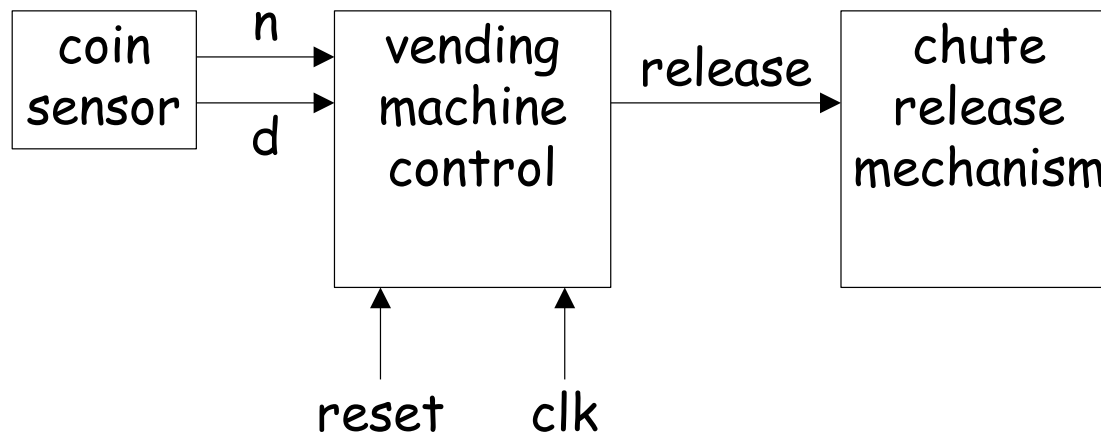 coin
sensor
n
d
vending
machine
control
release
chute
release
mechanism
reset
clk